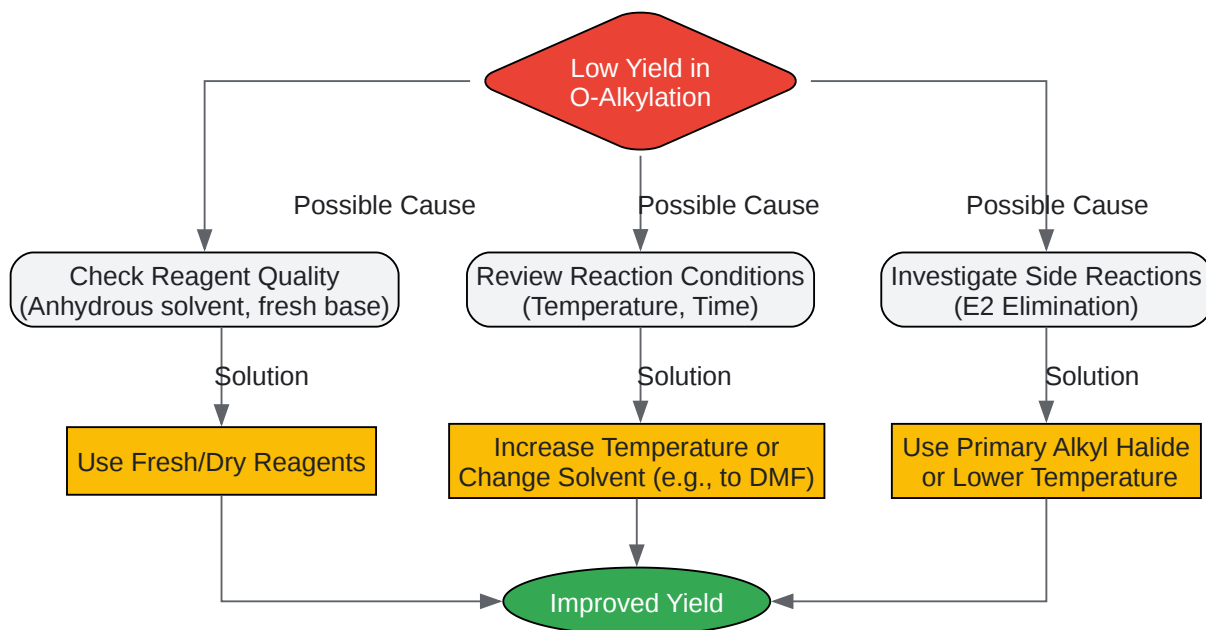 Low Yield in
O-Alkylation
Possible Cause
Possible Cause
Possible Cause
Check Reagent Quality
(Anhydrous solvent, fresh base)
Review Reaction Conditions
(Temperature, Time)
Investigate Side Reactions
(E2 Elimination)
Solution
Solution
Solution
Use Fresh/Dry Reagents
Increase Temperature or
Change Solvent (e.g., to DMF)
Use Primary Alkyl Halide
or Lower Temperature
Improved Yield